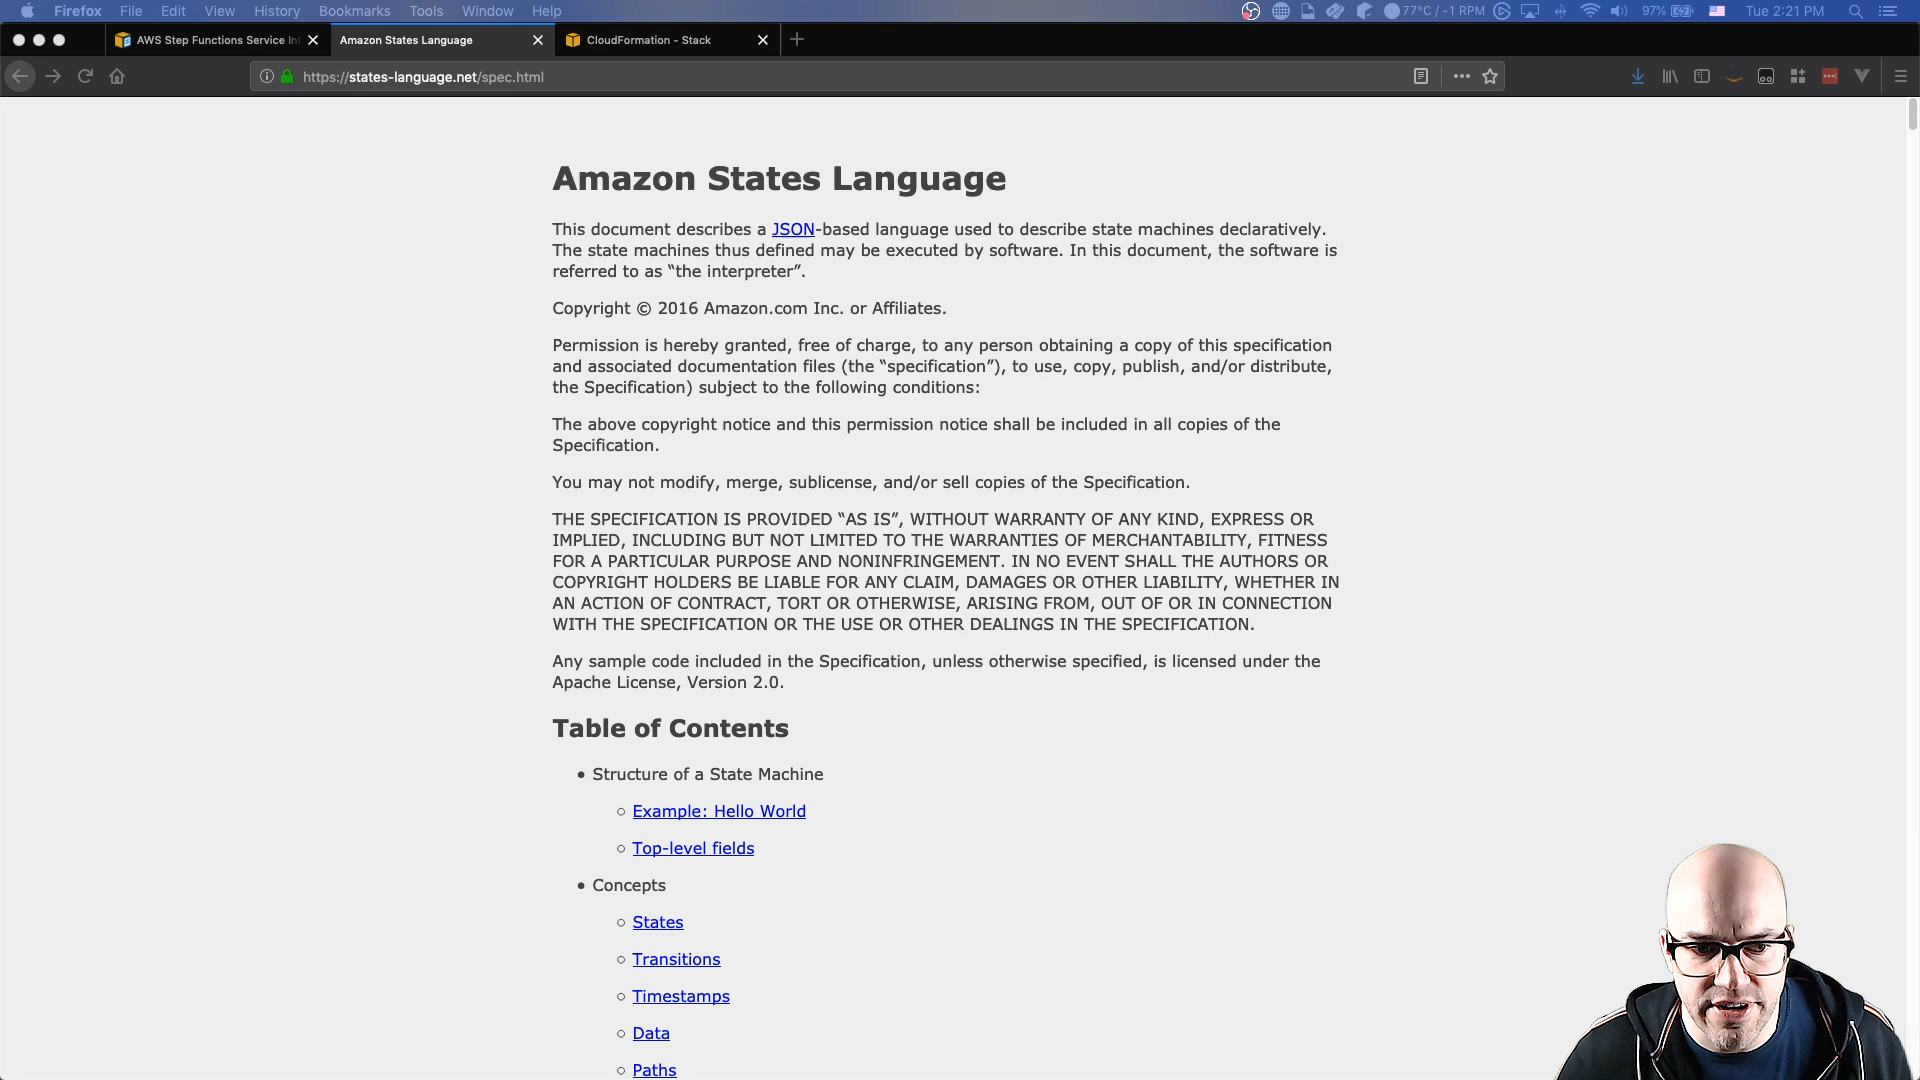 Firefox File Edit View History Bookmarks Tools Window Help 77°C / -1 RPM 97% Tue 2:21 PM
AWS Step Functions Service In Amazon States Language CloudFormation - Stack
https://states-language.net/spec.html
Amazon States Language
This document describes a JSON-based language used to describe state machines declaratively.
The state machines thus defined may be executed by software. In this document, the software is
referred to as “the interpreter”.
Copyright © 2016 Amazon.com Inc. or Affiliates.
Permission is hereby granted, free of charge, to any person obtaining a copy of this specification
and associated documentation files (the “specification”), to use, copy, publish, and/or distribute,
the Specification) subject to the following conditions:
The above copyright notice and this permission notice shall be included in all copies of the
Specification.
You may not modify, merge, sublicense, and/or sell copies of the Specification.
THE SPECIFICATION IS PROVIDED “AS IS”, WITHOUT WARRANTY OF ANY KIND, EXPRESS OR
IMPLIED, INCLUDING BUT NOT LIMITED TO THE WARRANTIES OF MERCHANTABILITY, FITNESS
FOR A PARTICULAR PURPOSE AND NONINFRINGEMENT. IN NO EVENT SHALL THE AUTHORS OR
COPYRIGHT HOLDERS BE LIABLE FOR ANY CLAIM, DAMAGES OR OTHER LIABILITY, WHETHER IN
AN ACTION OF CONTRACT, TORT OR OTHERWISE, ARISING FROM, OUT OF OR IN CONNECTION
WITH THE SPECIFICATION OR THE USE OR OTHER DEALINGS IN THE SPECIFICATION.
Any sample code included in the Specification, unless otherwise specified, is licensed under the
Apache License, Version 2.0.
Table of Contents
• Structure of a State Machine
○ Example: Hello World
○ Top-level fields
• Concepts
○ States
○ Transitions
○ Timestamps
○ Data
○ Paths